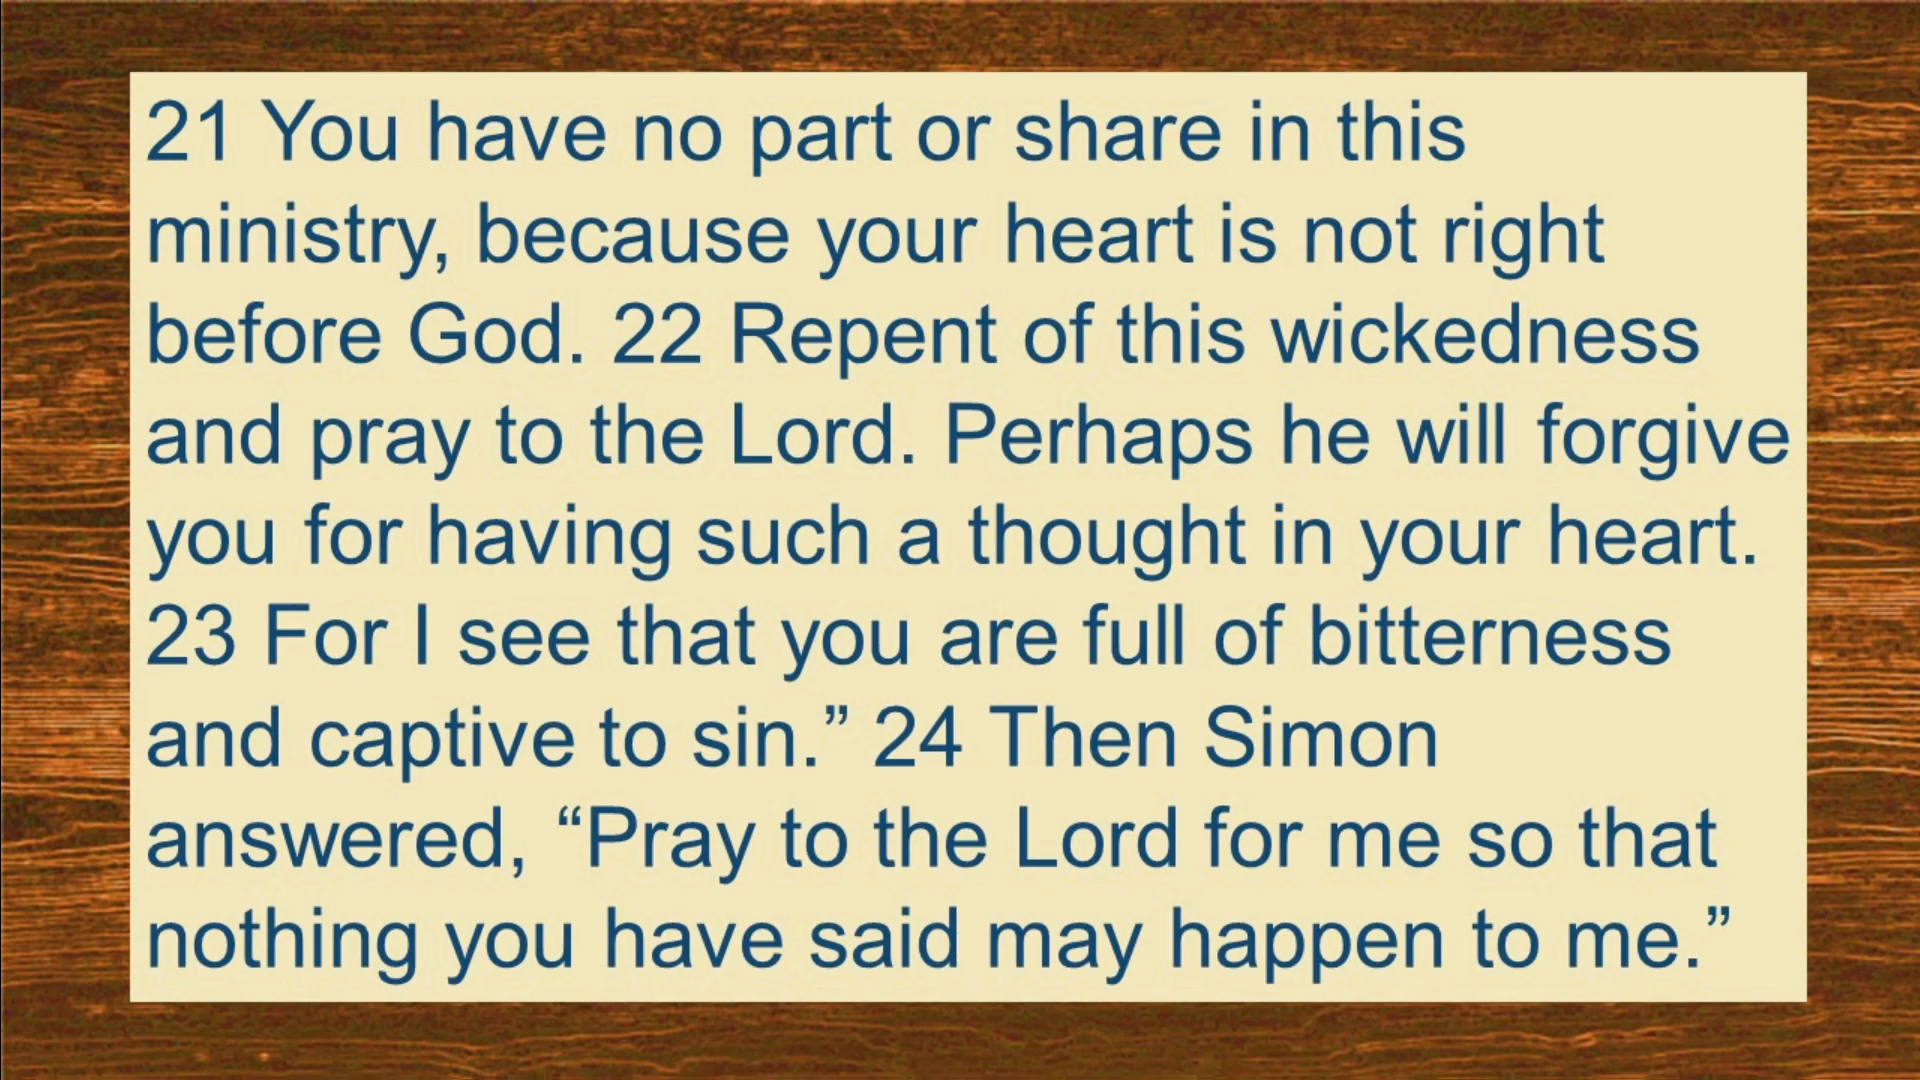 21 You have no part or share in this
ministry, because your heart is not right
before God. 22 Repent of this wickedness
and pray to the Lord. Perhaps he will forgive
you for having such a thought in your heart.
23 For I see that you are full of bitterness
and captive to sin.” 24 Then Simon
answered, “Pray to the Lord for me so that
nothing you have said may happen to me.”